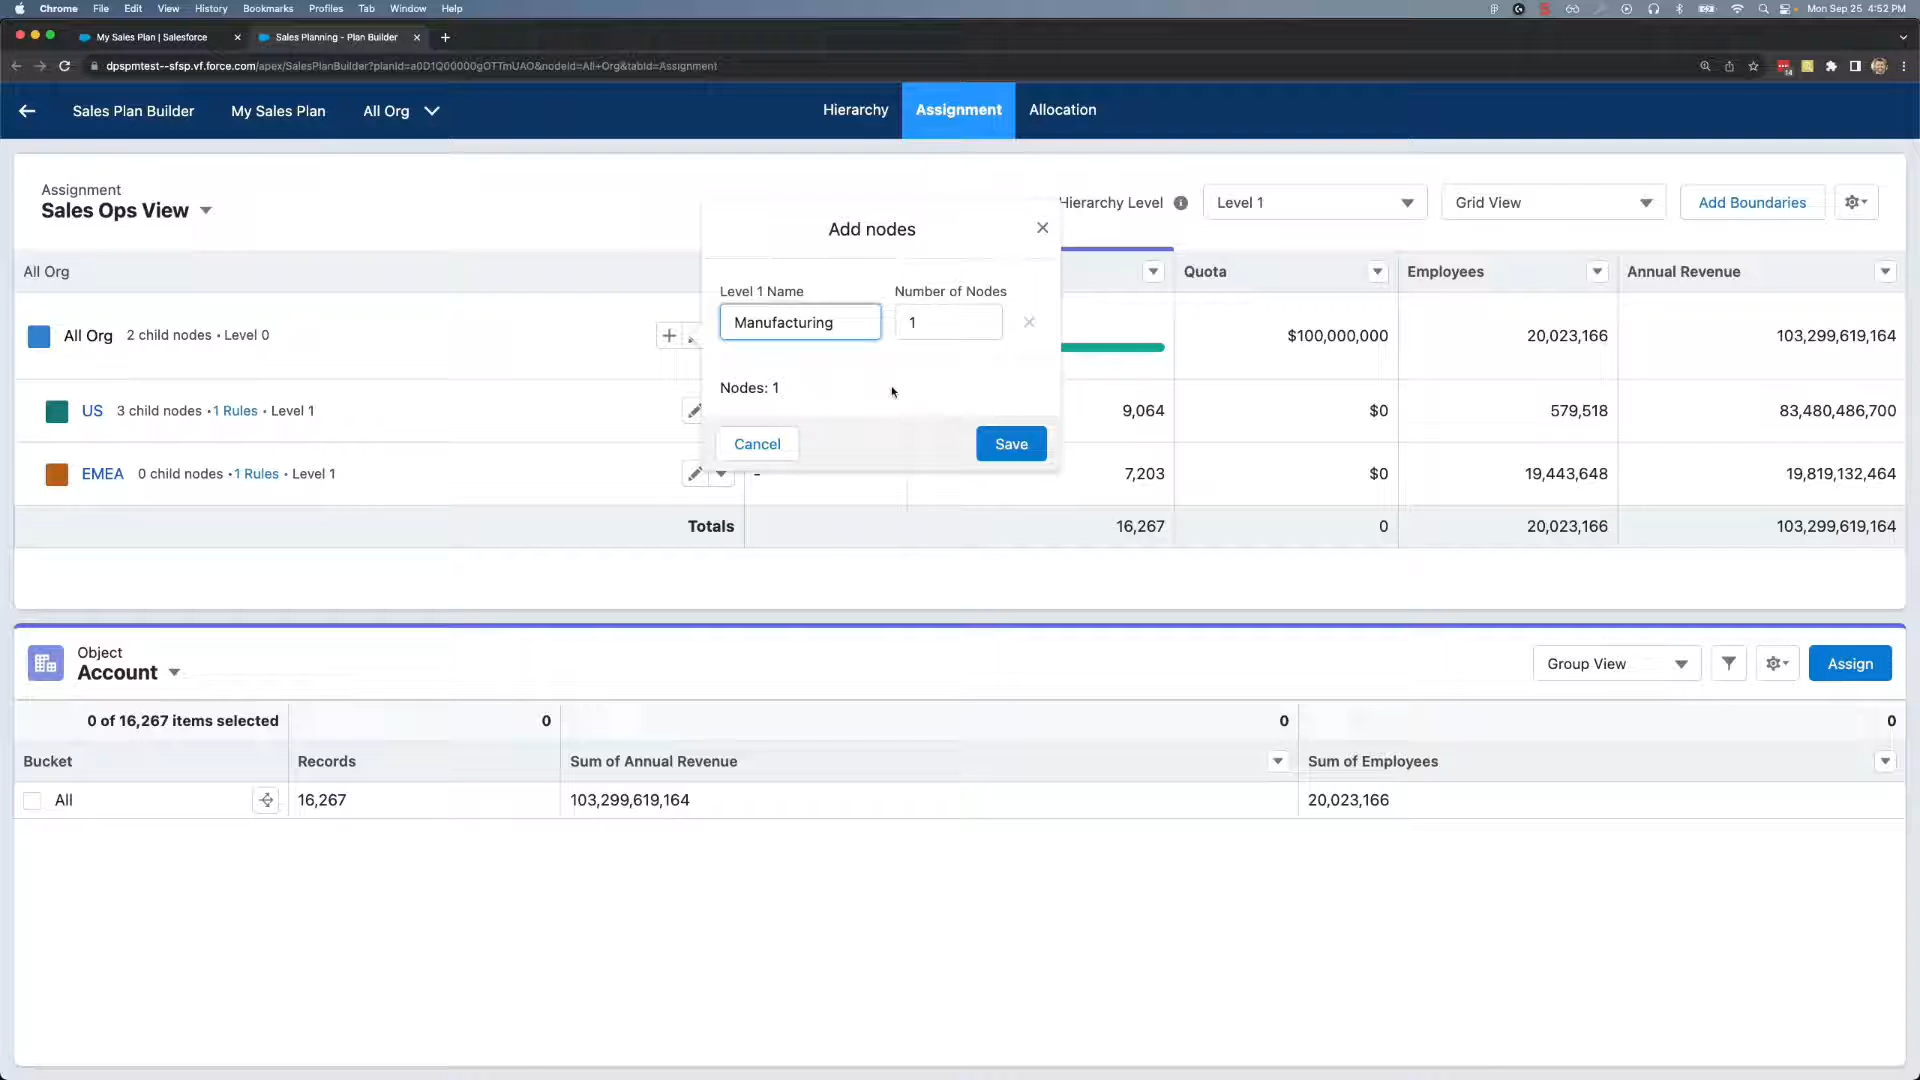 Chrome File Edit View History Bookmarks Profiles Tab Window Help Mon Sep 25 4:52 PM
My Sales Plan | Salesforce Sales Planning - Plan Builder
dpspmtest--sfsp.vf.force.com/apex/SalesPlanBuilder?planId=a0D1Q00000gOTTmUAO&nodeId=All+Org&tabId=Assignment
Sales Plan Builder My Sales Plan All Org Hierarchy Assignment Allocation
Assignment
Sales Ops View
Hierarchy Level Level 1 Grid View Add Boundaries
Add nodes
All Org Quota Employees Annual Revenue
Level 1 Name Number of Nodes
Manufacturing 1
All Org 2 child nodes • Level 0 $100,000,000 20,023,166 103,299,619,164
Nodes: 1
US 3 child nodes • 1 Rules • Level 1 9,064 $0 579,518 83,480,486,700
Cancel Save
EMEA 0 child nodes • 1 Rules • Level 1 - 7,203 $0 19,443,648 19,819,132,464
Totals 16,267 0 20,023,166 103,299,619,164
Object
Account
Group View Assign
0 of 16,267 items selected 0 0 0
Bucket Records Sum of Annual Revenue Sum of Employees
All 16,267 103,299,619,164 20,023,166